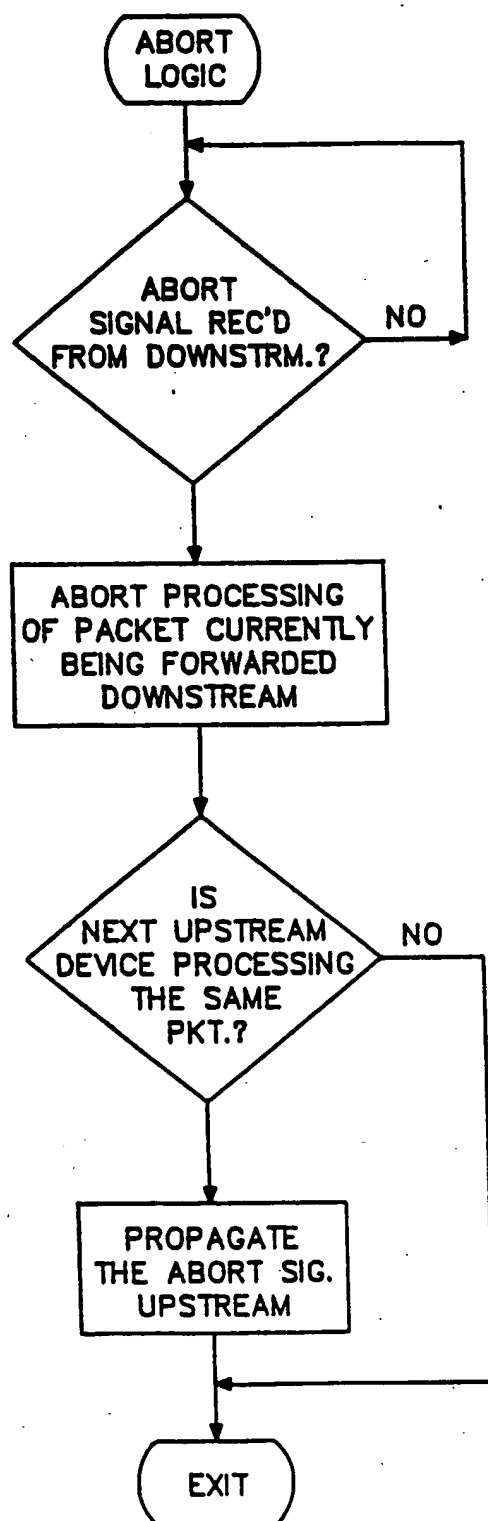 ABORT
LOGIC
ABORT
SIGNAL REC'D
FROM DOWNSTRM.?
NO
ABORT PROCESSING
OF PACKET CURRENTLY
BEING FORWARDED
DOWNSTREAM
IS
NEXT UPSTREAM
DEVICE PROCESSING
THE SAME
PKT.?
NO
PROPAGATE
THE ABORT SIG.
UPSTREAM
EXIT